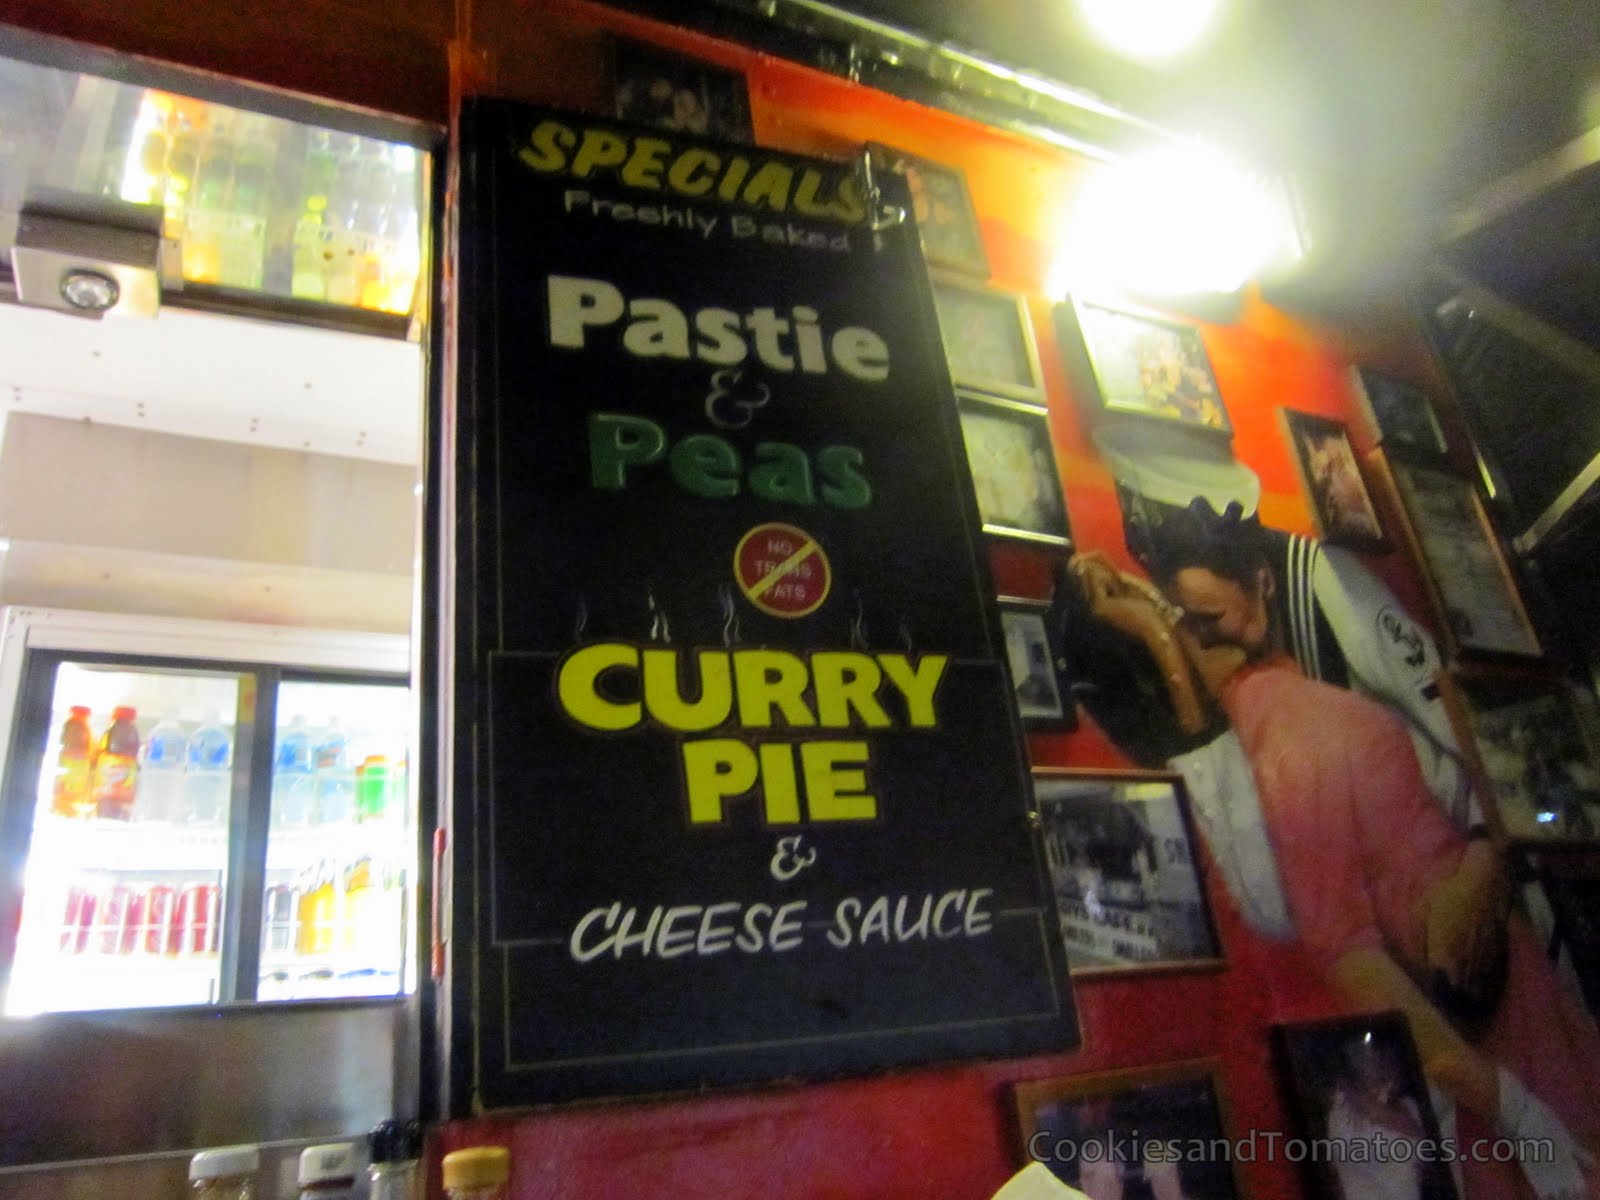 SPECIALS
Freshly Baked
Pastie
&
Peas
NO
TRANS
FATS
CURRY
PIE
&
CHEESE SAUCE
CookiesandTomatoes.com